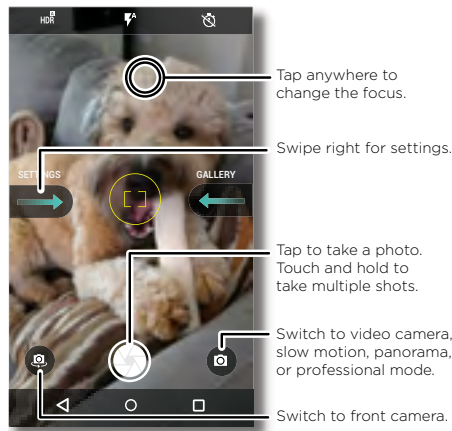 HDR A
A
Tap anywhere to
change the focus.
Swipe right for settings.
SETTINGS
GALLERY
Tap to take a photo.
Touch and hold to
take multiple shots.
Switch to video camera,
slow motion, panorama,
or professional mode.
Switch to front camera.